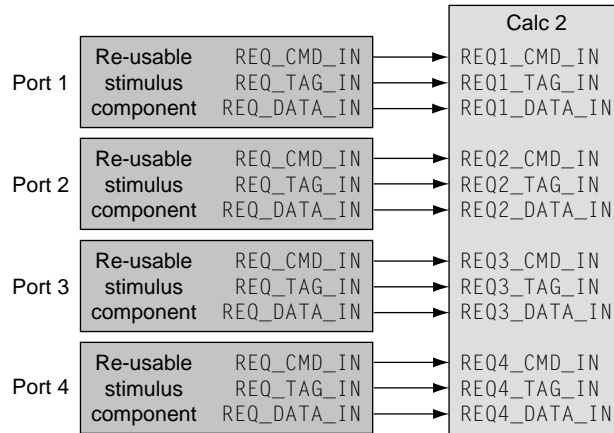 Calc 2
Port 1
Re-usable stimulus component
REQ_CMD_IN
REQ_TAG_IN
REQ_DATA_IN
REQ1_CMD_IN
REQ1_TAG_IN
REQ1_DATA_IN
Port 2
Re-usable stimulus component
REQ_CMD_IN
REQ_TAG_IN
REQ_DATA_IN
REQ2_CMD_IN
REQ2_TAG_IN
REQ2_DATA_IN
Port 3
Re-usable stimulus component
REQ_CMD_IN
REQ_TAG_IN
REQ_DATA_IN
REQ3_CMD_IN
REQ3_TAG_IN
REQ3_DATA_IN
Port 4
Re-usable stimulus component
REQ_CMD_IN
REQ_TAG_IN
REQ_DATA_IN
REQ4_CMD_IN
REQ4_TAG_IN
REQ4_DATA_IN